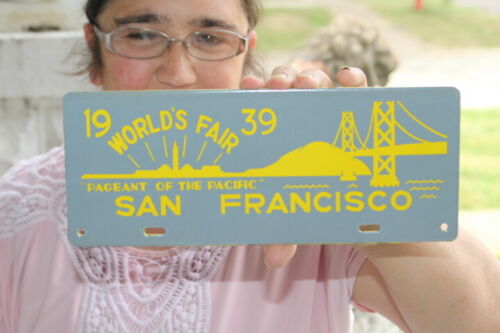 19 WORLD'S FAIR 39
"PAGEANT OF THE PACIFIC"
SAN FRANCISCO